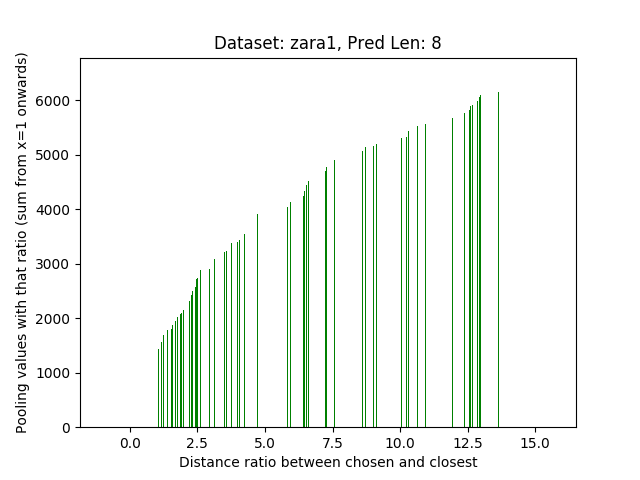 Dataset: zara1, Pred Len: 8
Pooling values with that ratio (sum from x=1 onwards)
6000
5000
4000
3000
2000
1000
0
0.0 2.5 5.0 7.5 10.0 12.5 15.0
Distance ratio between chosen and closest